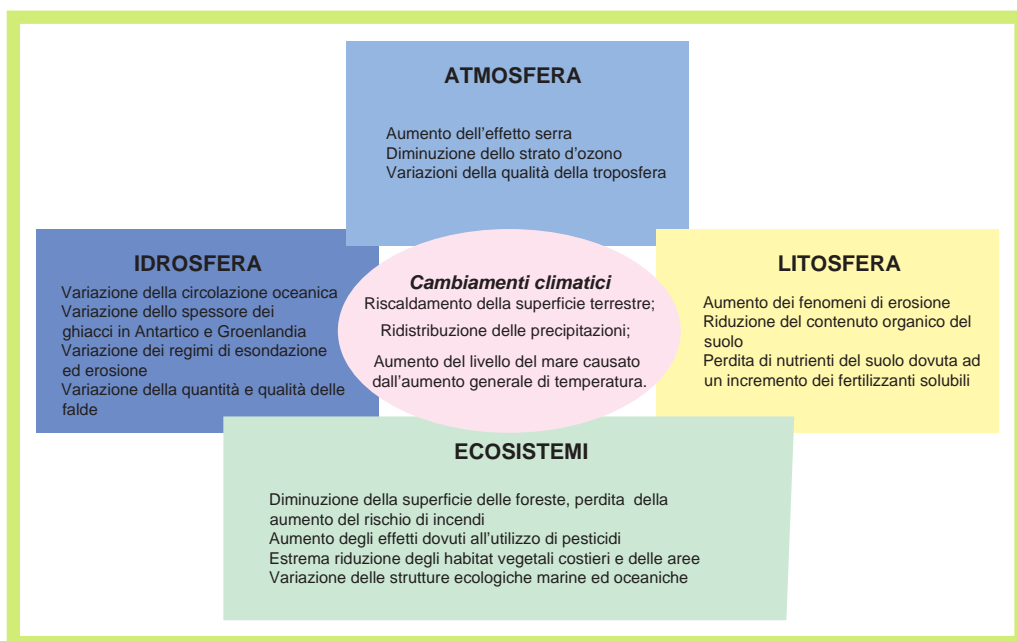 ATMOSFERA
Aumento dell'effetto serra
Diminuzione dello strato d'ozono
Variazioni della qualità della troposfera
IDROSFERA
Variazione della circolazione oceanica
Variazione dello spessore dei
ghiacci in Antartico e Groenlandia
Variazione dei regimi di esondazione
ed erosione
Variazione della quantità e qualità delle
falde
Cambiamenti climatici
Riscaldamento della superficie terrestre;
Ridistribuzione delle precipitazioni;
Aumento del livello del mare causato
dall'aumento generale di temperatura.
LITOSFERA
Aumento dei fenomeni di erosione
Riduzione del contenuto organico del
suolo
Perdita di nutrienti del suolo dovuta ad
un incremento dei fertilizzanti solubili
ECOSISTEMI
Diminuzione della superficie delle foreste, perdita della
aumento del rischio di incendi
Aumento degli effetti dovuti all'utilizzo di pesticidi
Estrema riduzione degli habitat vegetali costieri e delle aree
Variazione delle strutture ecologiche marine ed oceaniche